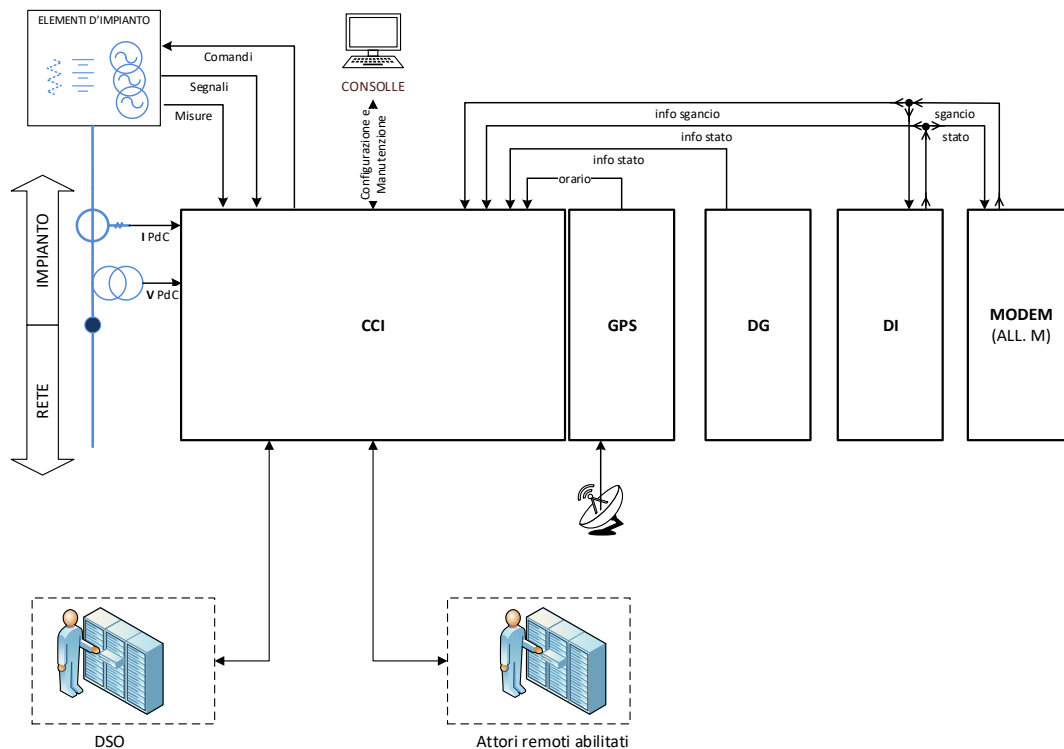 ELEMENTI D'IMPIANTO
Comandi
Segnali
Misure
CONSOLLE
Configurazione e
Manutenzione
info sgancio
sgancio
stato
info stato
info stato
orario
IMPIANTO
RETE
I PdC
V PdC
CCI
GPS
DG
DI
MODEM
(ALL. M)
DSO
Attori remoti abilitati